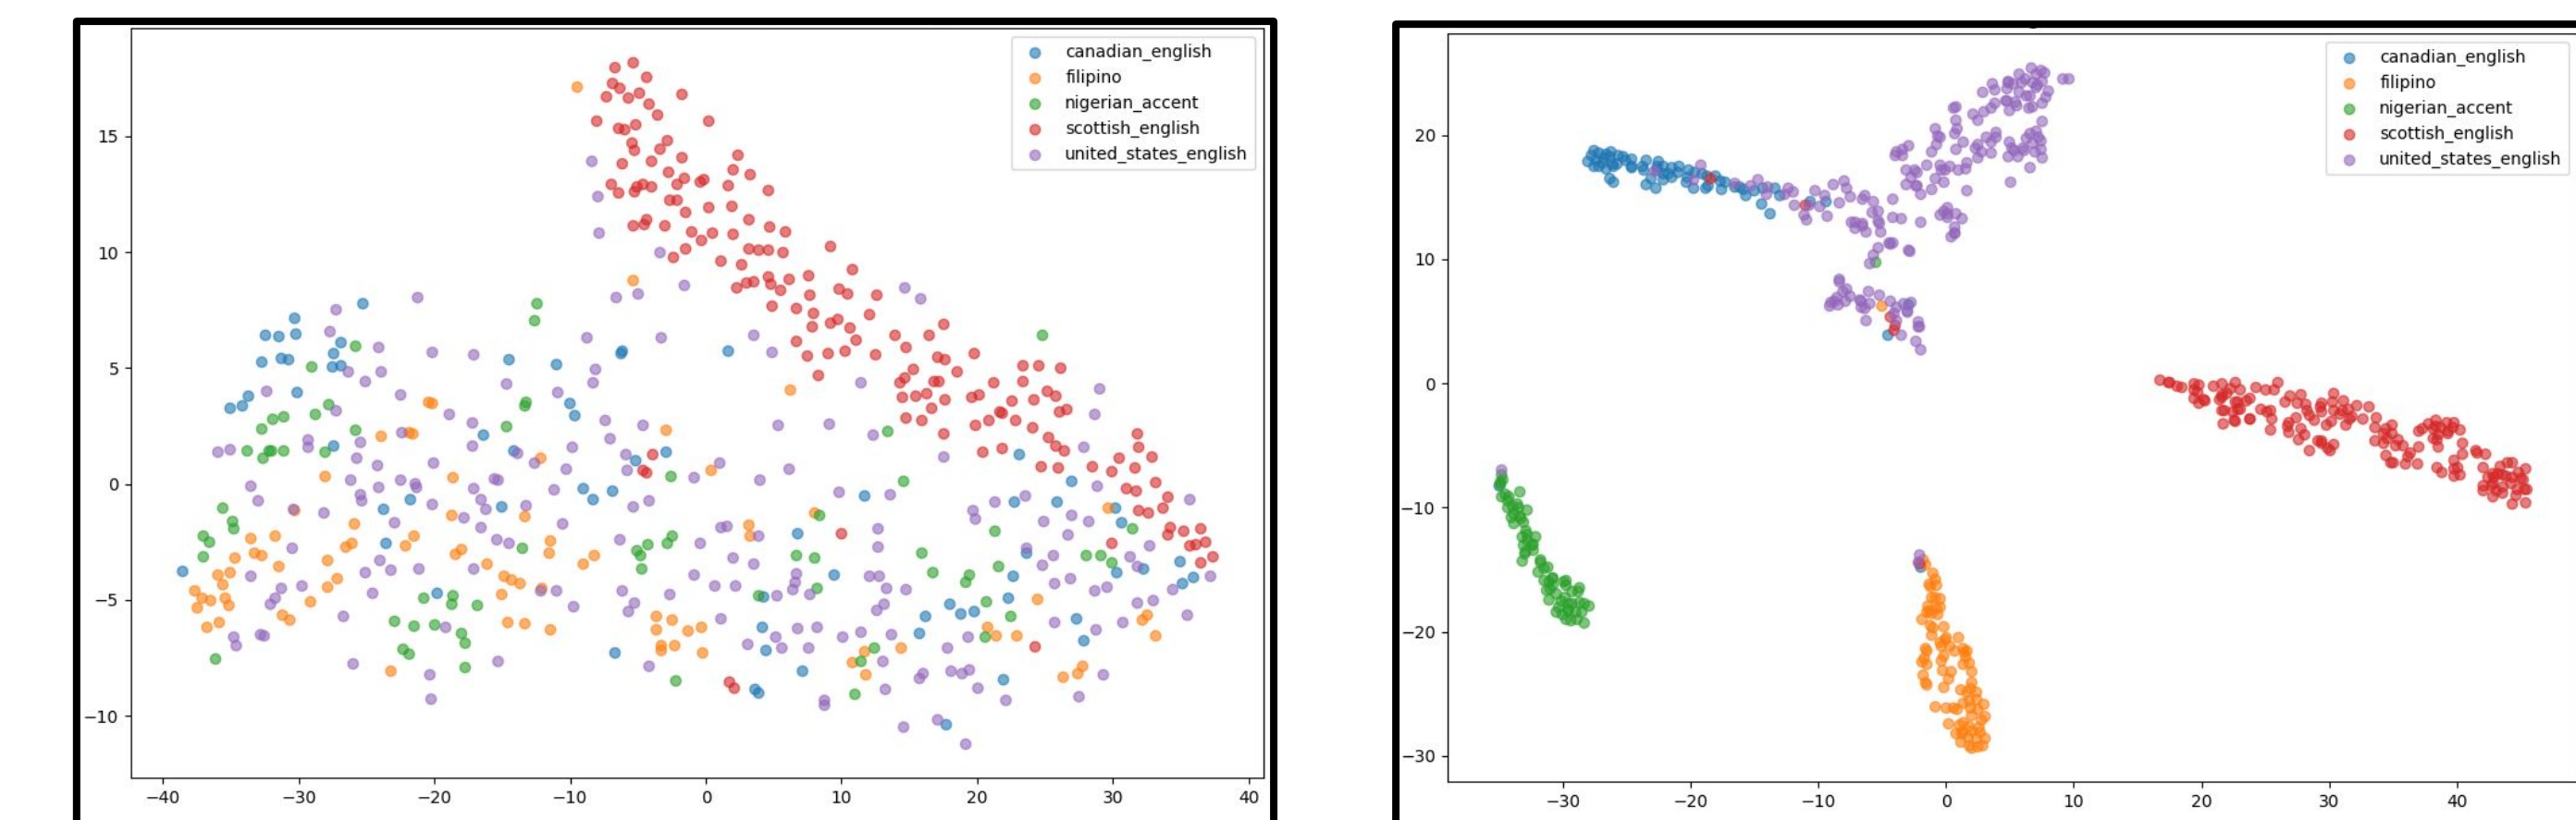 canadian_english
filipino
nigerian_accent
scottish_english
united_states_english
15
10
5
0
−5
−10
−40 −30 −20 −10 0 10 20 30 40
canadian_english
filipino
nigerian_accent
scottish_english
united_states_english
20
10
0
−10
−20
−30
−30 −20 −10 0 10 20 30 40